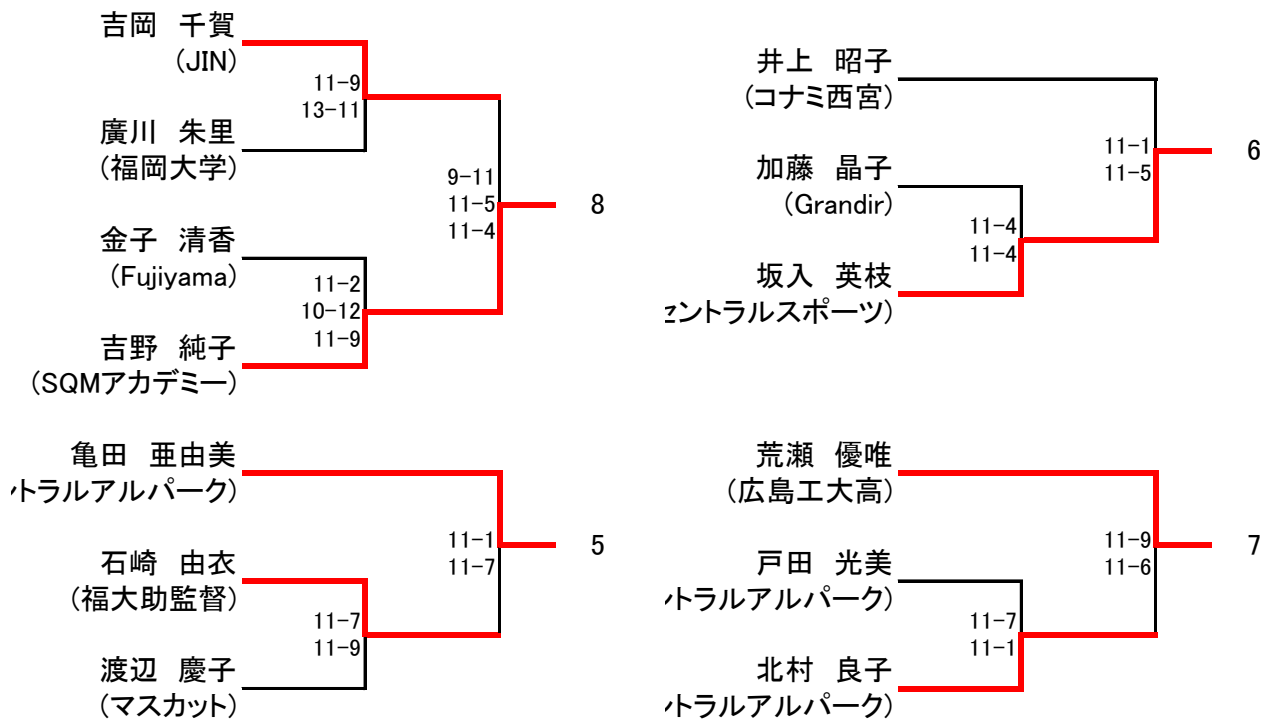 吉岡 千賀
(JIN)
11-9
13-11
廣川 朱里
(福岡大学)
9-11
11-5
11-4
8
金子 清香
(Fujiyama)
11-2
10-12
11-9
吉野 純子
(SQMアカデミー)
井上 昭子
(コナミ西宮)
11-1
11-5
6
加藤 晶子
(Grandir)
11-4
11-4
坂入 英枝
セントラルスポーツ)
亀田 亜由美
ントラルアルパーク)
11-1
11-7
5
石崎 由衣
(福大助監督)
11-7
11-9
渡辺 慶子
(マスカット)
荒瀬 優唯
(広島工大高)
11-9
11-6
7
戸田 光美
ントラルアルパーク)
11-7
11-1
北村 良子
ントラルアルパーク)